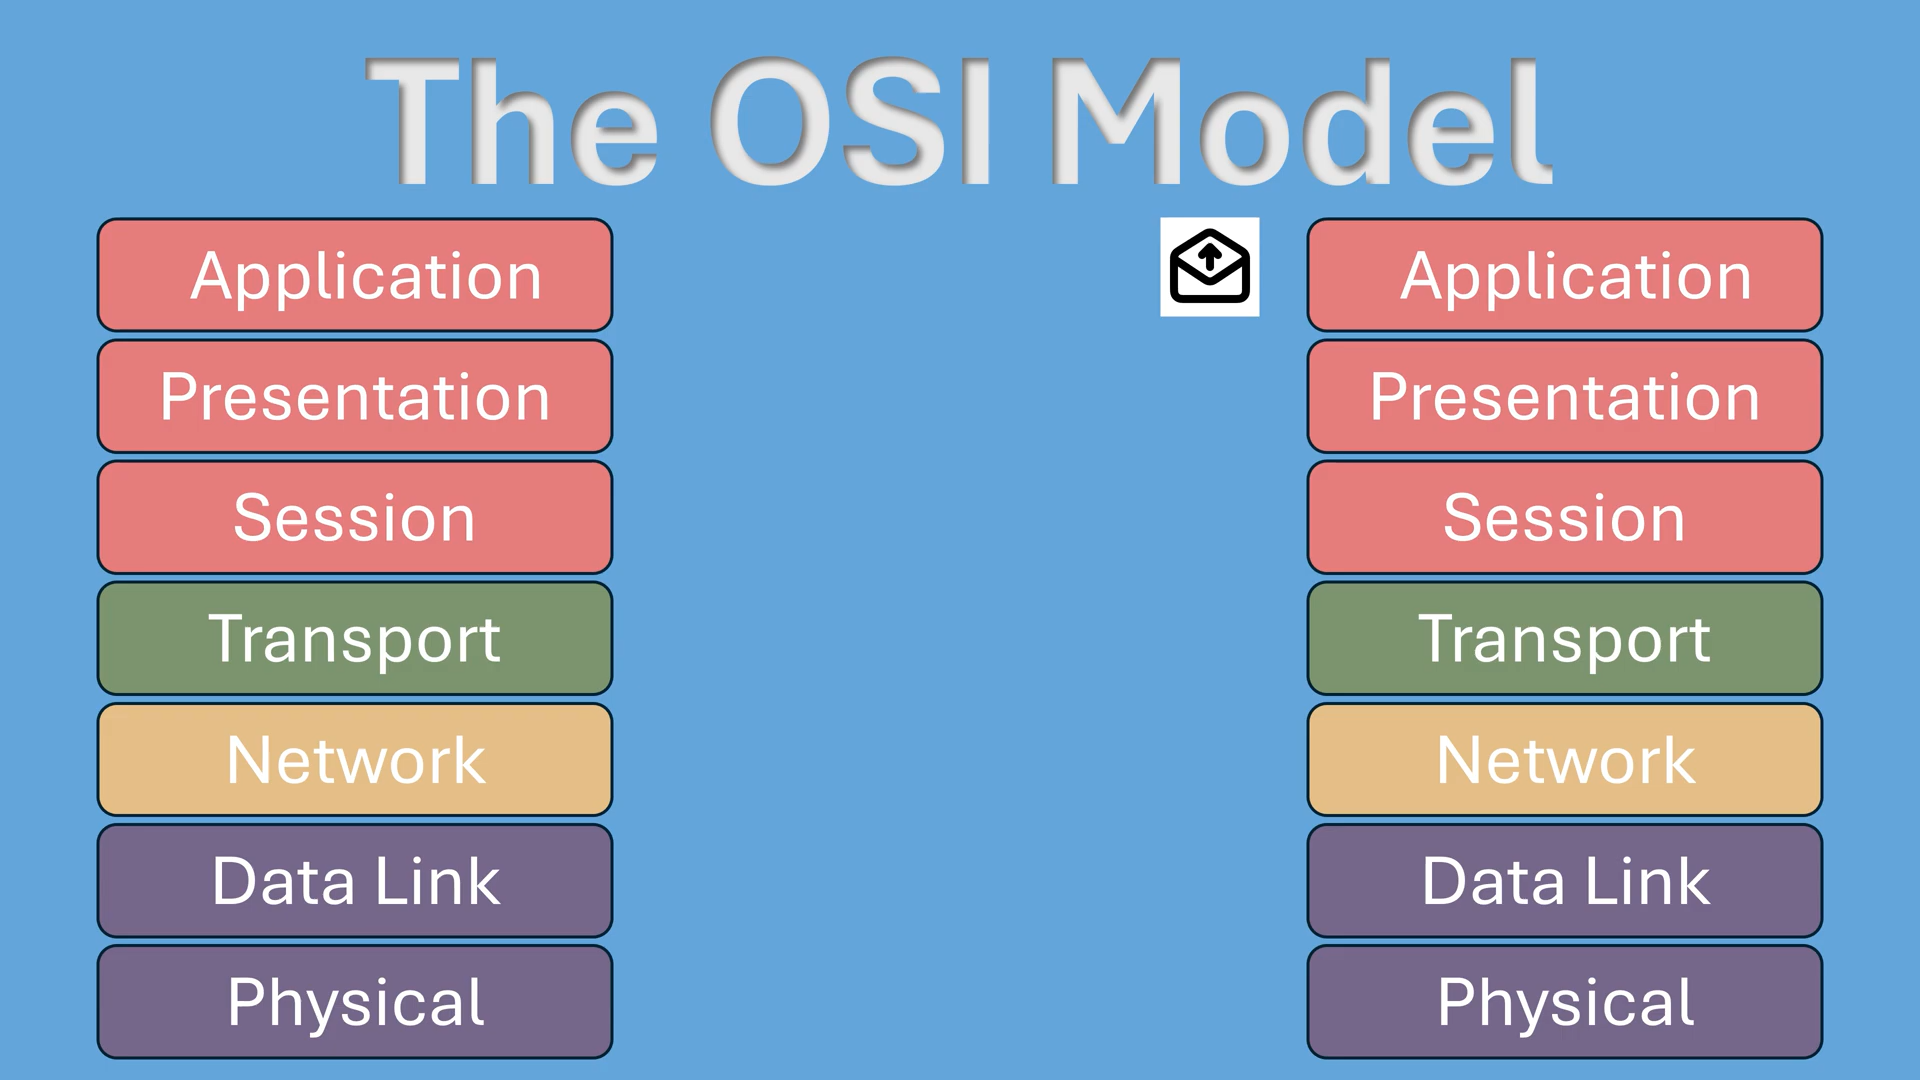 The OSI Model
Application
Presentation
Session
Transport
Network
Data Link
Physical
Application
Presentation
Session
Transport
Network
Data Link
Physical